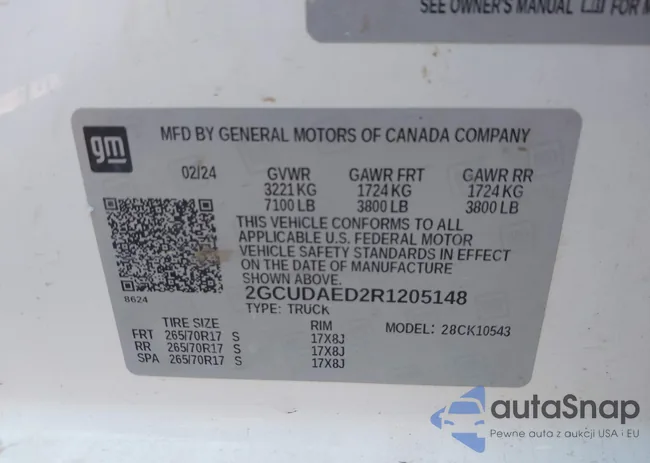 SEE OWNER'S MANUAL FOR M
gm MFD BY GENERAL MOTORS OF CANADA COMPANY
02/24 GVWR GAWR FRT GAWR RR
3221 KG 1724 KG 1724 KG
7100 LB 3800 LB 3800 LB
THIS VEHICLE CONFORMS TO ALL
APPLICABLE U.S. FEDERAL MOTOR
VEHICLE SAFETY STANDARDS IN EFFECT
ON THE DATE OF MANUFACTURE
SHOWN ABOVE.
8624 2GCUDAED2R1205148
TYPE: TRUCK
TIRE SIZE RIM MODEL: 28CK10543
FRT 265/70R17 S 17X8J
RR 265/70R17 S 17X8J
SPA 265/70R17 S 17X8J
autoSnap
Pewne auta z aukcji USA i EU